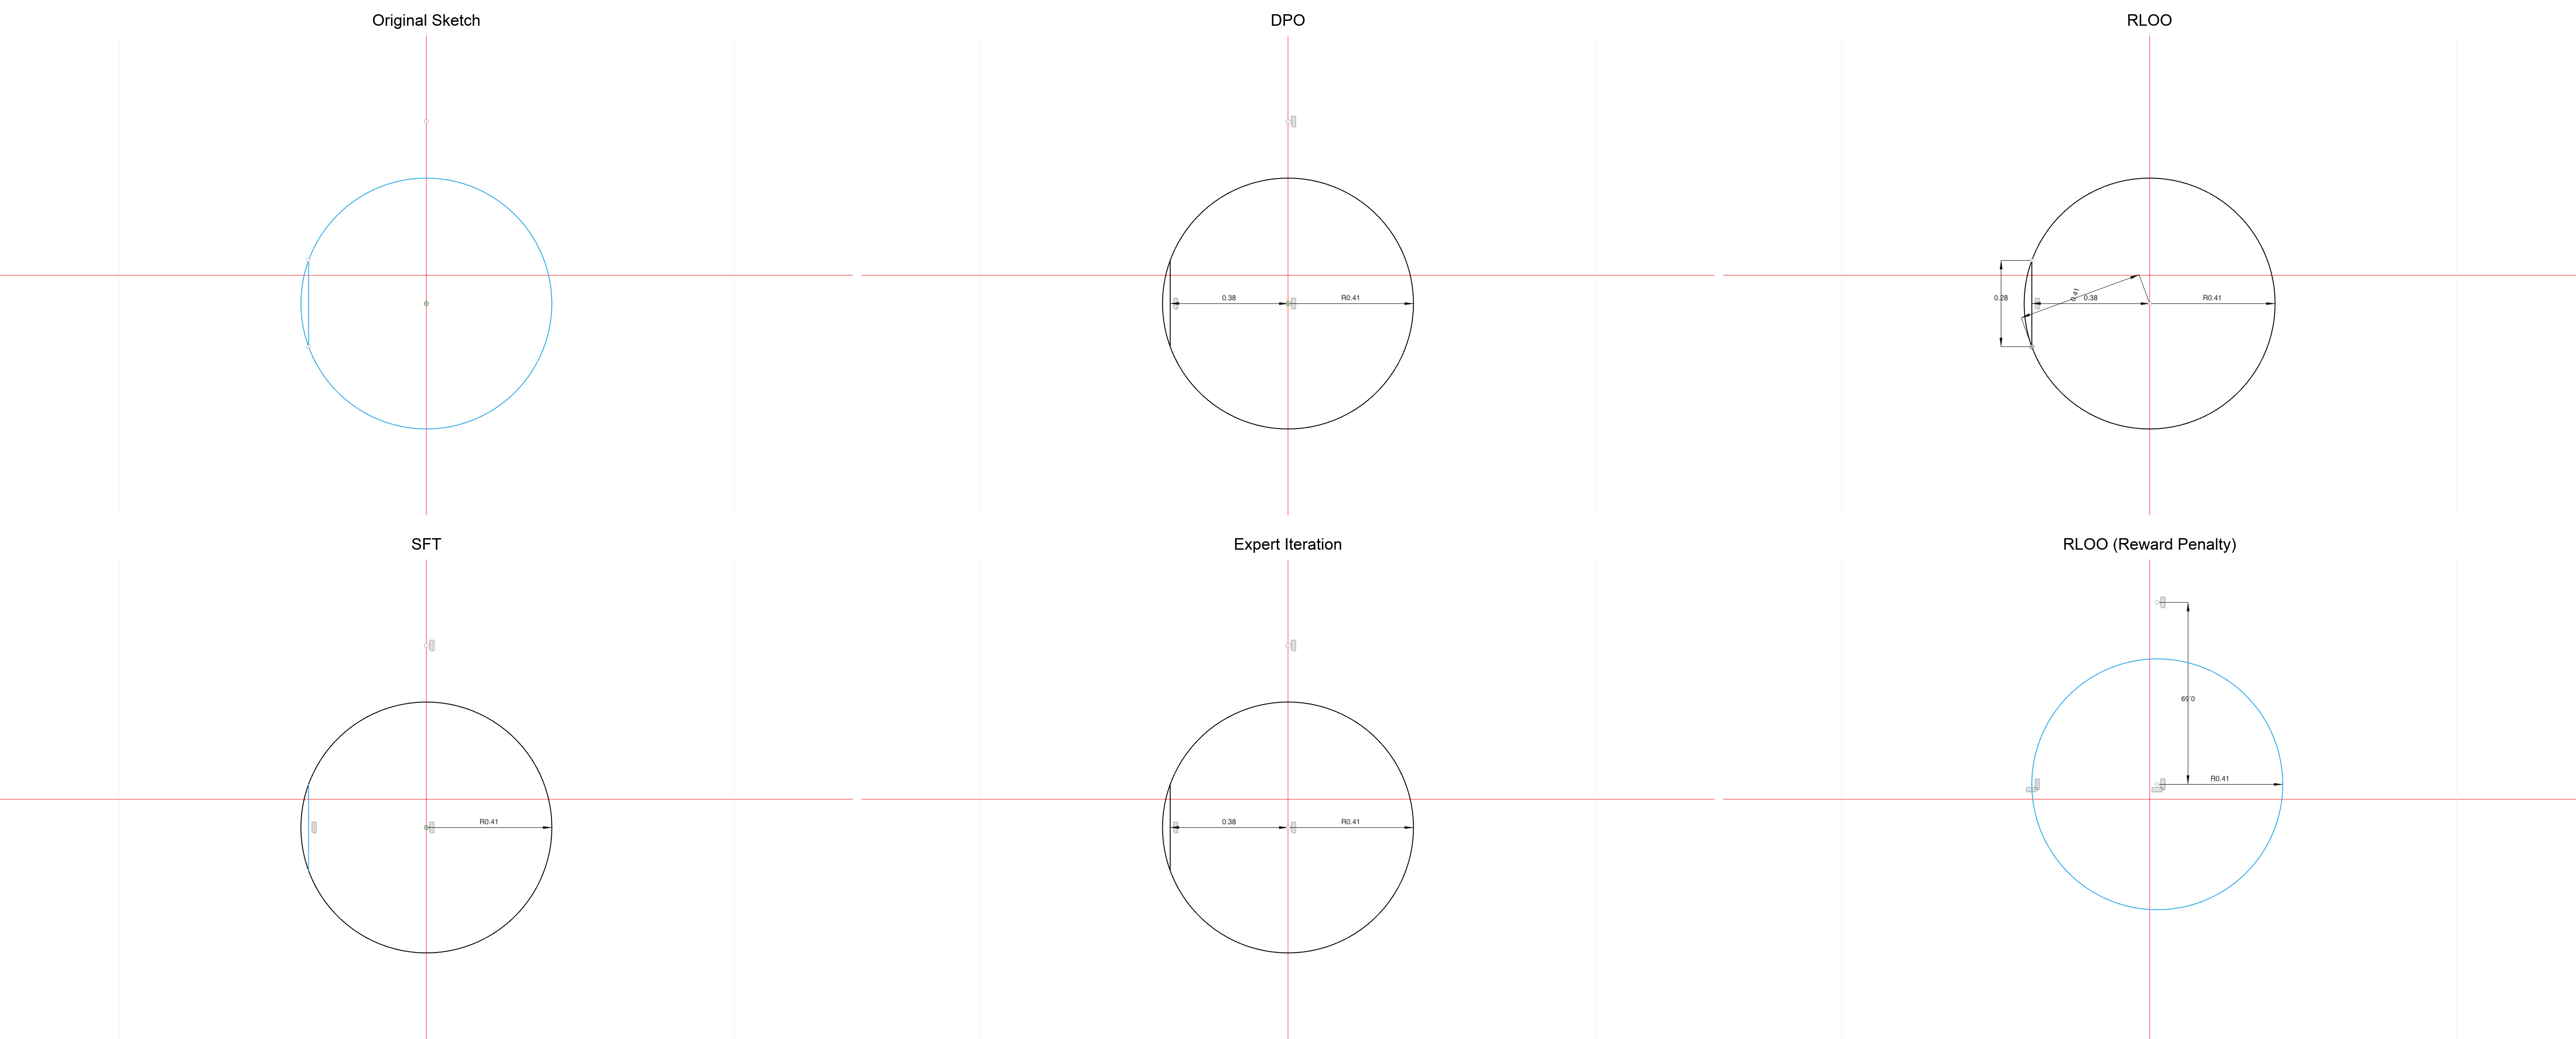 Original Sketch
DPO
0.38
R0.41
RLOO
0.28
0.41
0.38
R0.41
SFT
R0.41
Expert Iteration
0.38
R0.41
RLOO (Reward Penalty)
0.69
R0.41